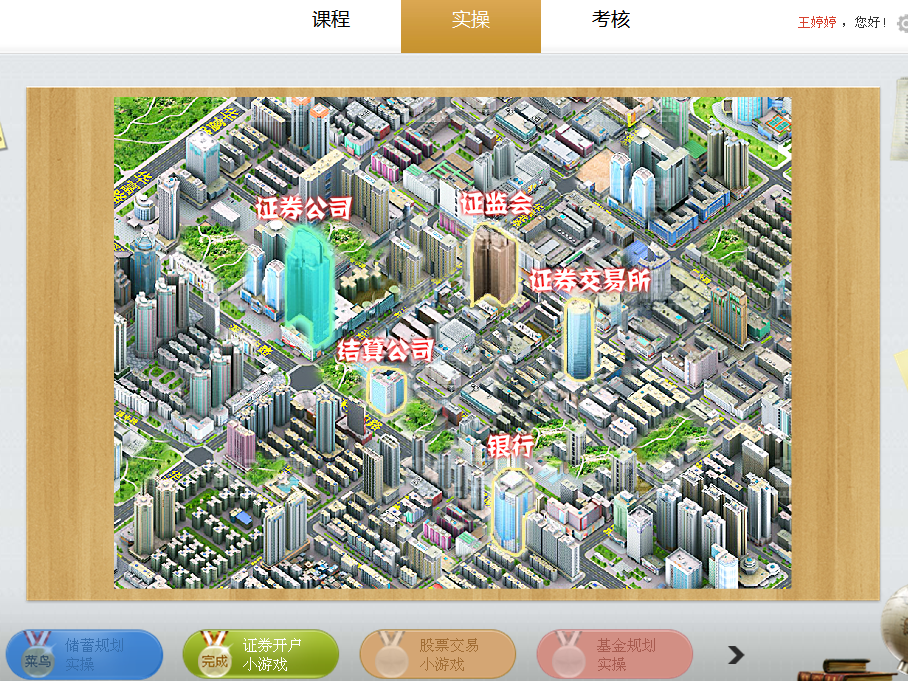 课程
实操
考核
王婷婷 ，您好！
证券公司
证监会
证券交易所
结算公司
银行
菜鸟
储蓄规划
实操
完成
证券开户
小游戏
股票交易
小游戏
基金规划
实操